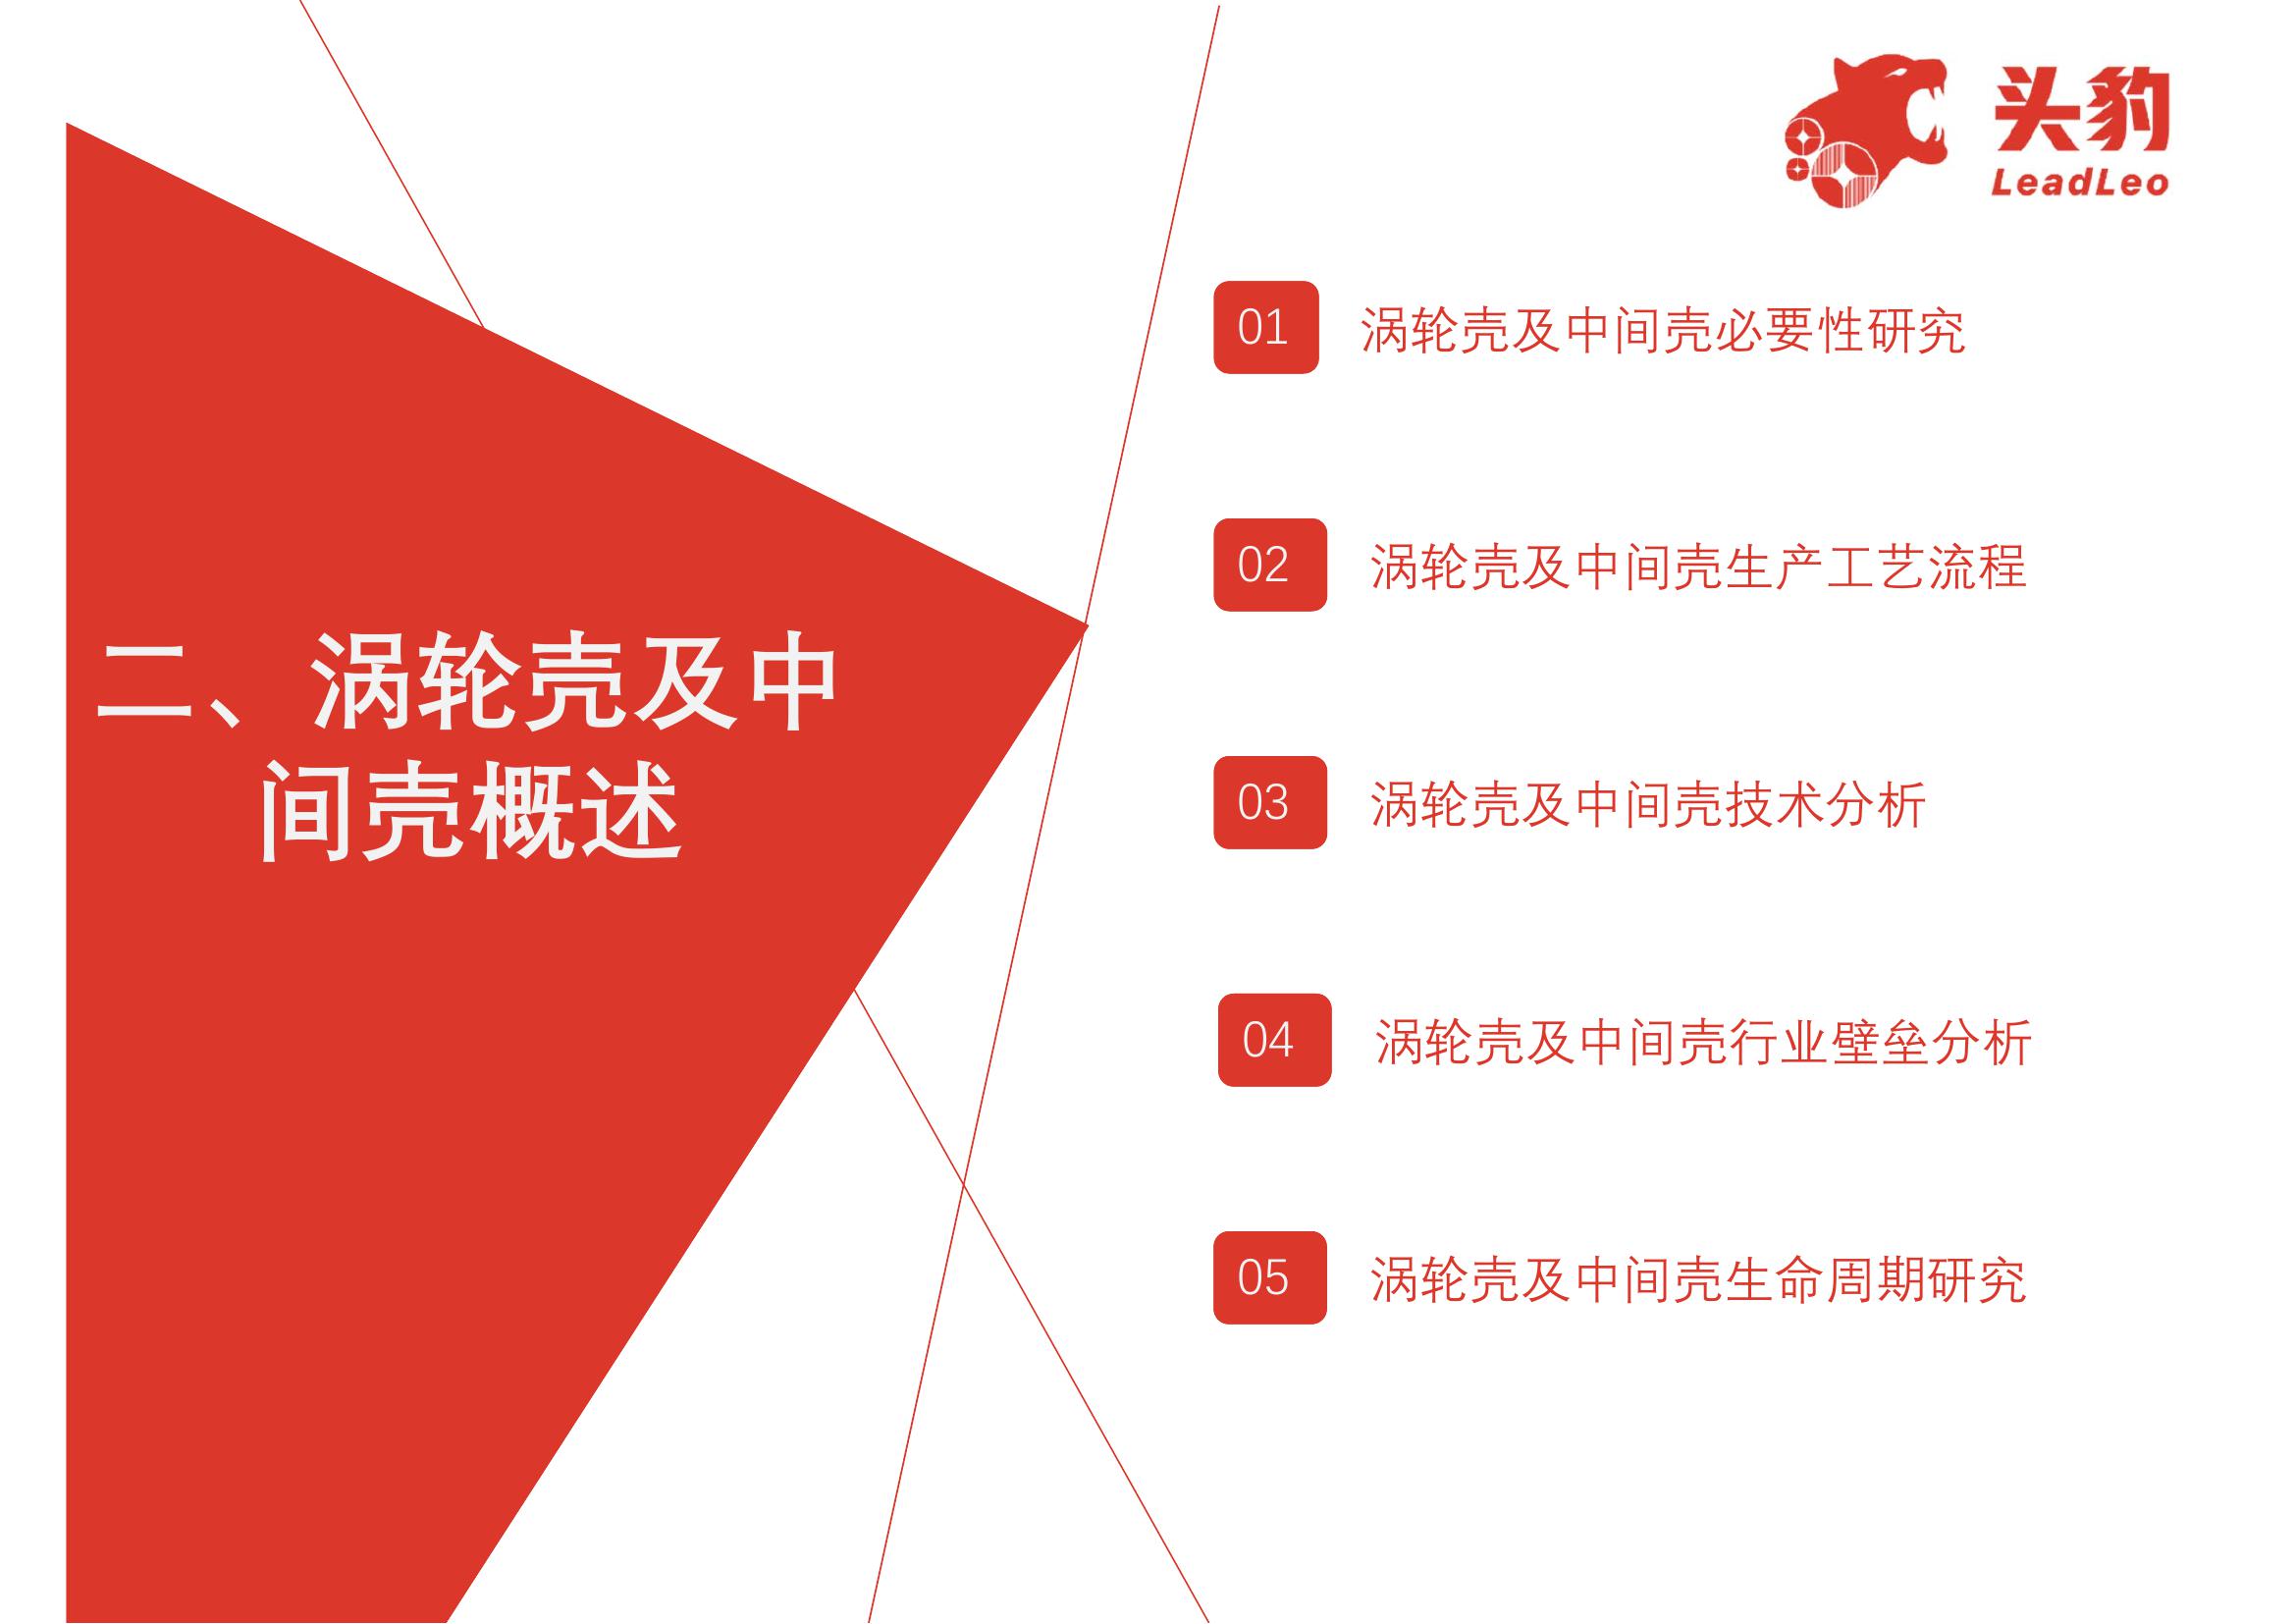 头豹
LeadLeo
二、涡轮壳及中
间壳概述
01 涡轮壳及中间壳必要性研究
02 涡轮壳及中间壳生产工艺流程
03 涡轮壳及中间壳技术分析
04 涡轮壳及中间壳行业壁垒分析
05 涡轮壳及中间壳生命周期研究